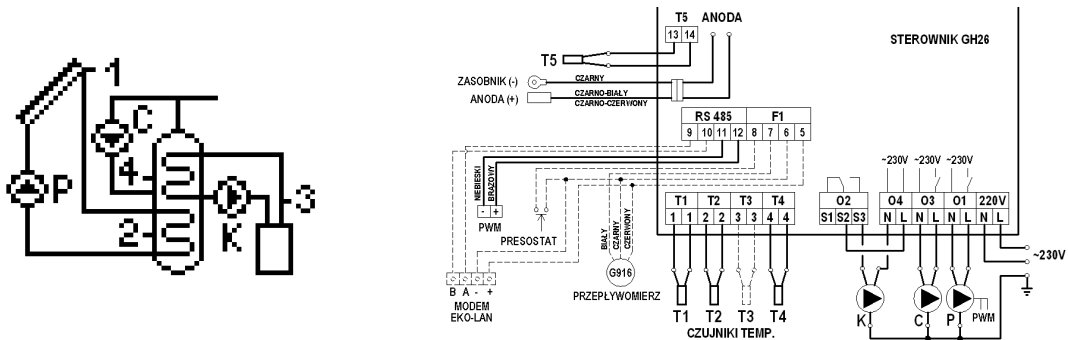 1
C
4
P
3
2
K
T5 ANODA
13 14
STEROWNIK GH26
T5
ZASOBNIK (-) CZARNY
ANODA (+) CZARNO-BIAŁY
CZARNO-CZERWONY
RS 485 F1
9 10 11 12 8 7 6 5
NIEBIESKI
BRĄZOWY
- +
PWM
PRESOSTAT
BIAŁY
CZARNY
CZERWONY
G916
PRZEPŁYWOMIERZ
B A - +
MODEM
EKO-LAN
T1 T2 T3 T4
1 1 2 2 3 3 4 4
T1 T2 T3 T4
CZUJNIKI TEMP.
~230V ~230V ~230V
O2 O4 O3 O1 220V
S1 S2 S3 N L N L N L N L
~230V
K C P PWM